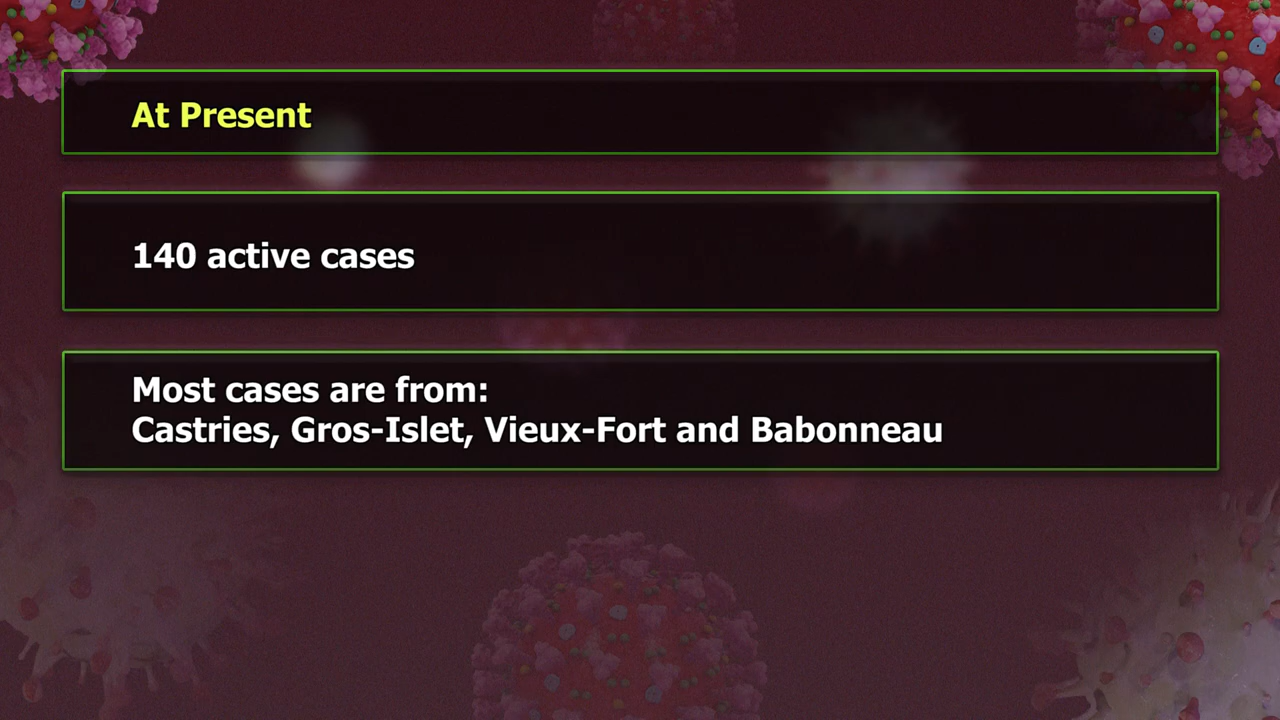 At Present
140 active cases
Most cases are from:
Castries, Gros-Islet, Vieux-Fort and Babonneau